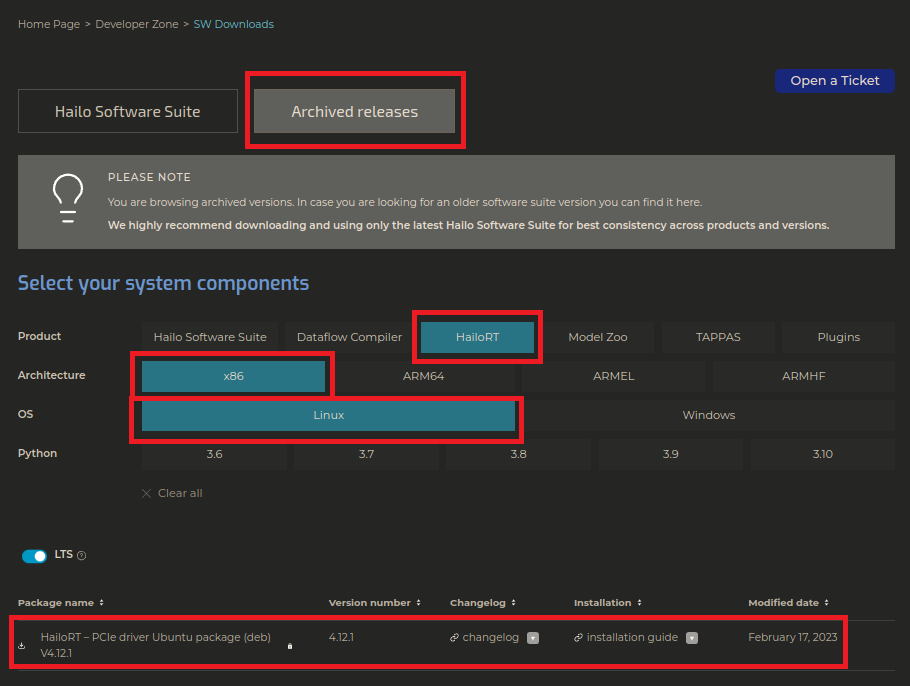 Home Page > Developer Zone > SW Downloads
Open a Ticket
Hailo Software Suite Archived releases
PLEASE NOTE
You are browsing archived versions. In case you are looking for an older software suite version you can find it here.
We highly recommend downloading and using only the latest Hailo Software Suite for best consistency across products and versions.
Select your system components
Product Hailo Software Suite Dataflow Compiler HailoRT Model Zoo TAPPAS Plugins
Architecture x86 ARM64 ARMEL ARMHF
OS Linux Windows
Python 3.6 3.7 3.8 3.9 3.10
Clear all
LTS ?
Package name Version number Changelog Installation Modified date
HailoRT – PCIe driver Ubuntu package (deb) 4.12.1 changelog installation guide February 17, 2023
V4.12.1